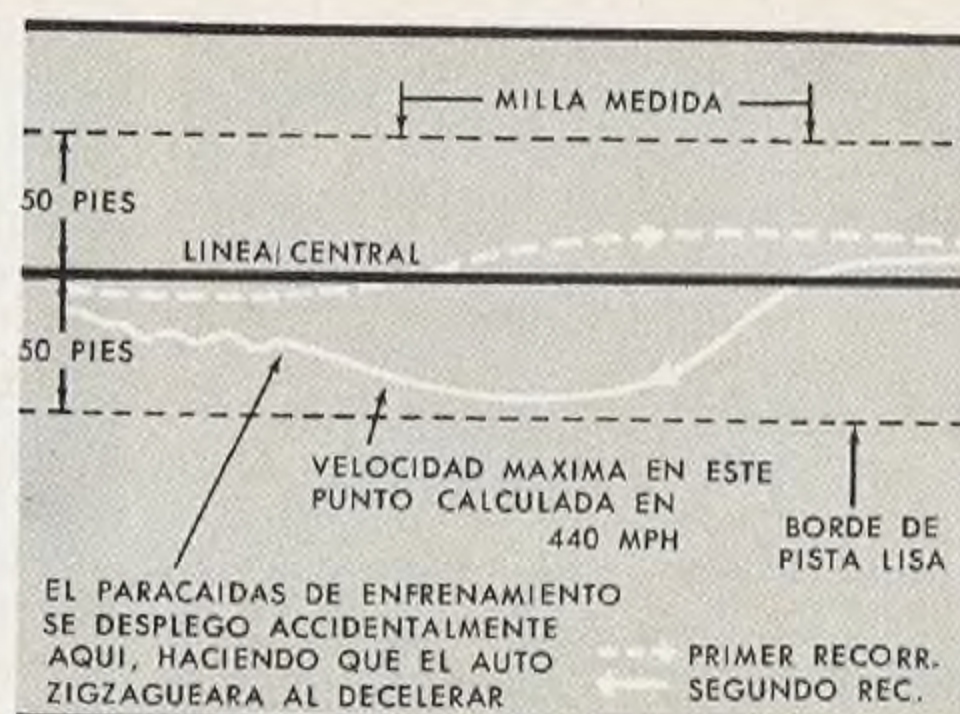 MILLA MEDIDA
50 PIES
LINEA CENTRAL
50 PIES
VELOCIDAD MAXIMA EN ESTE
PUNTO CALCULADA EN
440 MPH
BORDE DE
PISTA LISA
EL PARACAIDAS DE ENFRENAMIENTO
SE DESPLEGO ACCIDENTALMENTE
AQUI, HACIENDO QUE EL AUTO
ZIGZAGUEARA AL DECELERAR
PRIMER RECORR.
SEGUNDO REC.